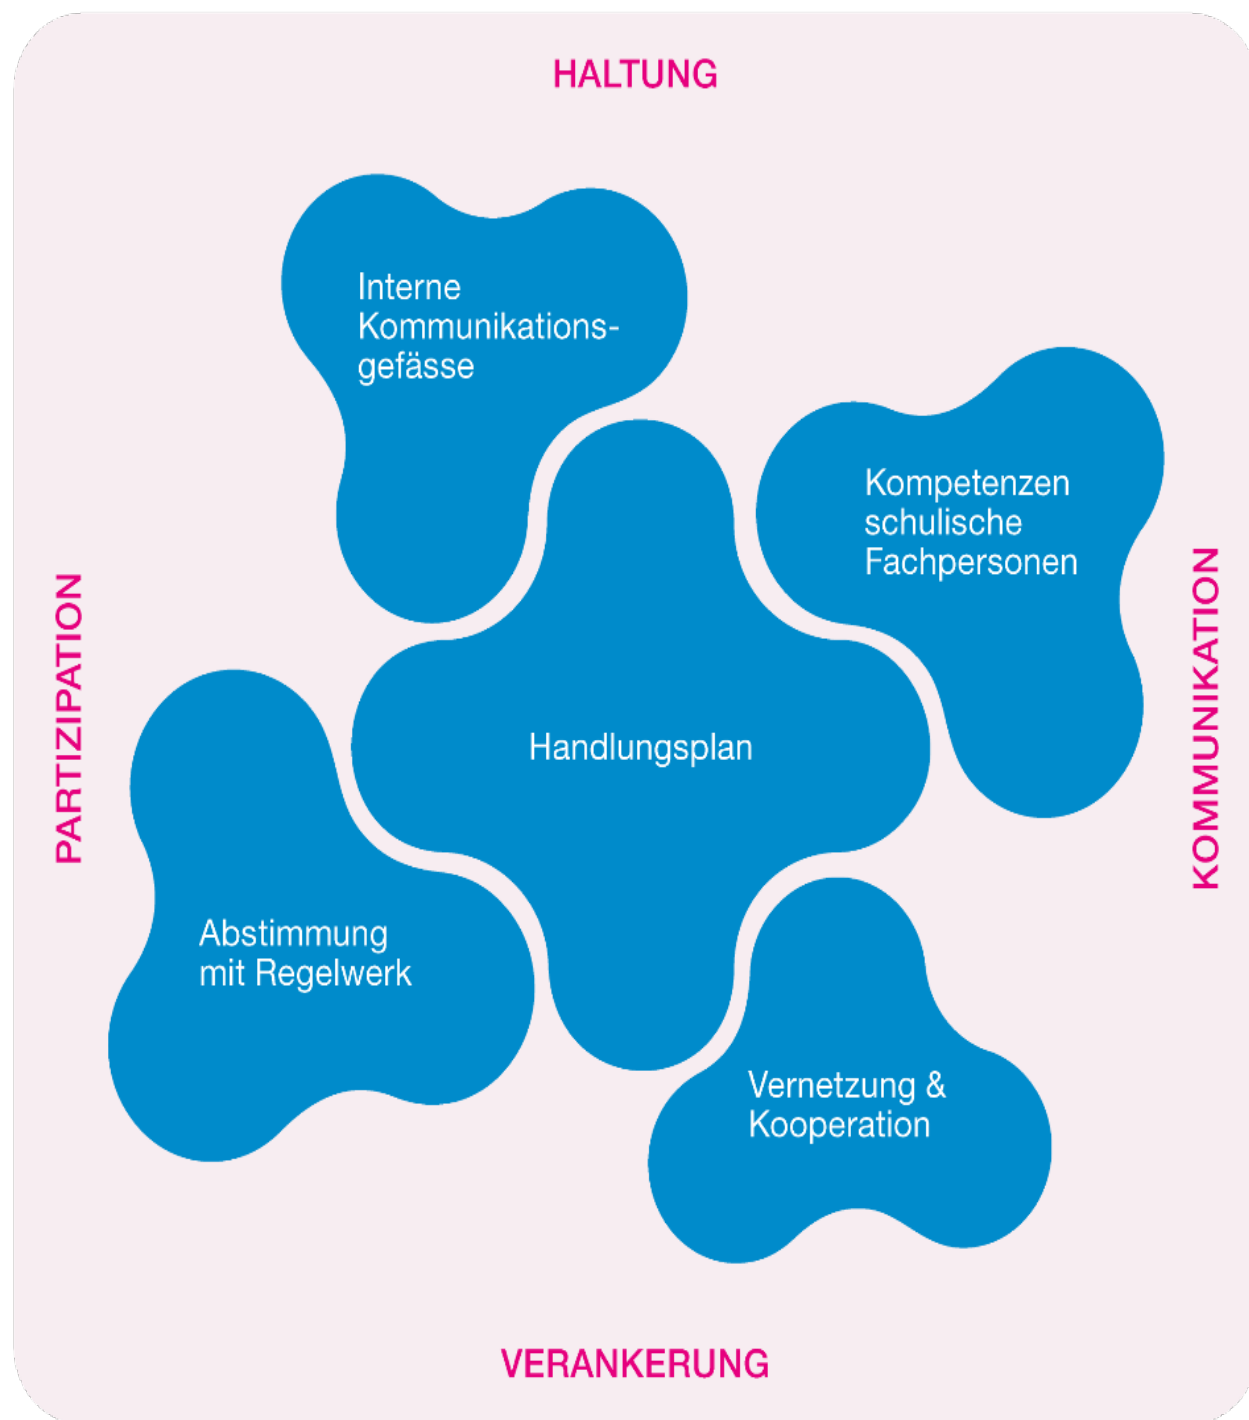 HALTUNG
Interne
Kommunikations-
gefässe
Kompetenzen
schulische
Fachpersonen
PARTIZIPATION
KOMMUNIKATION
Handlungsplan
Abstimmung
mit Regelwerk
Vernetzung &
Kooperation
VERANKERUNG